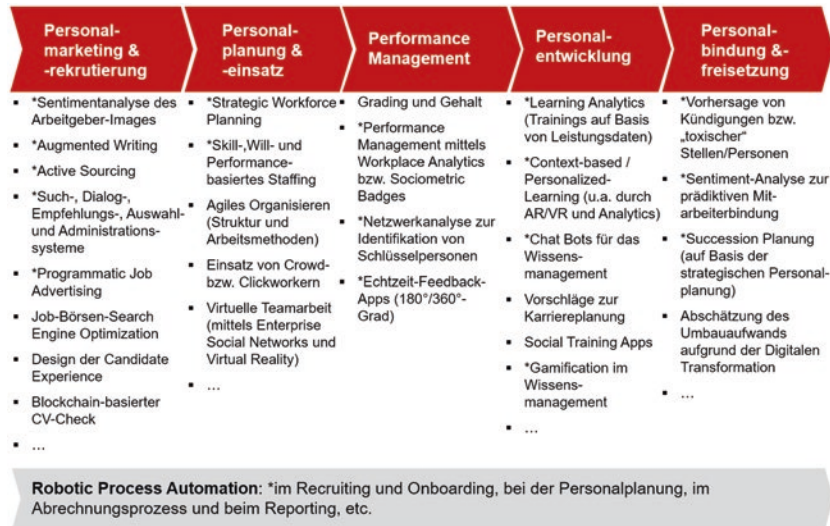 Personal-
marketing &
-rekrutierung
Personal-
planung &
-einsatz
Performance
Management
Personal-
entwicklung
Personal-
bindung &-
freisetzung
▪ *Sentimentanalyse des
Arbeitgeber-Images
▪ *Augmented Writing
▪ *Active Sourcing
▪ *Such-, Dialog-,
Empfehlungs-, Auswahl-
und Administrations-
systeme
▪ *Programmatic Job
Advertising
▪ Job-Börsen-Search
Engine Optimization
▪ Design der Candidate
Experience
▪ Blockchain-basierter
CV-Check
▪ ...
▪ *Strategic Workforce
Planning
▪ *Skill-,Will- und
Performance-
basiertes Staffing
▪ Agiles Organisieren
(Struktur und
Arbeitsmethoden)
▪ Einsatz von Crowd-
bzw. Clickworkern
▪ Virtuelle Teamarbeit
(mittels Enterprise
Social Networks und
Virtual Reality)
▪ ...
▪ Grading und Gehalt
▪ *Performance
Management mittels
Workplace Analytics
bzw. Sociometric
Badges
▪ *Netzwerkanalyse zur
Identifikation von
Schlüsselpersonen
▪ *Echtzeit-Feedback-
Apps (180°/360°-
Grad)
▪ *Learning Analytics
(Trainings auf Basis
von Leistungsdaten)
▪ *Context-based /
Personalized-
Learning (u.a. durch
AR/VR und Analytics)
▪ *Chat Bots für das
Wissens-
management
▪ Vorschläge zur
Karriereplanung
▪ Social Training Apps
▪ *Gamification im
Wissens-
management
▪ ...
▪ *Vorhersage von
Kündigungen bzw.
„toxischer“
Stellen/Personen
▪ *Sentiment-Analyse zur
prädiktiven Mit-
arbeiterbindung
▪ *Succession Planung
(auf Basis der
strategischen Personal-
planung)
▪ Abschätzung des
Umbauaufwands
aufgrund der Digitalen
Transformation
▪ ...
Robotic Process Automation: *im Recruiting und Onboarding, bei der Personalplanung, im
Abrechnungsprozess und beim Reporting, etc.